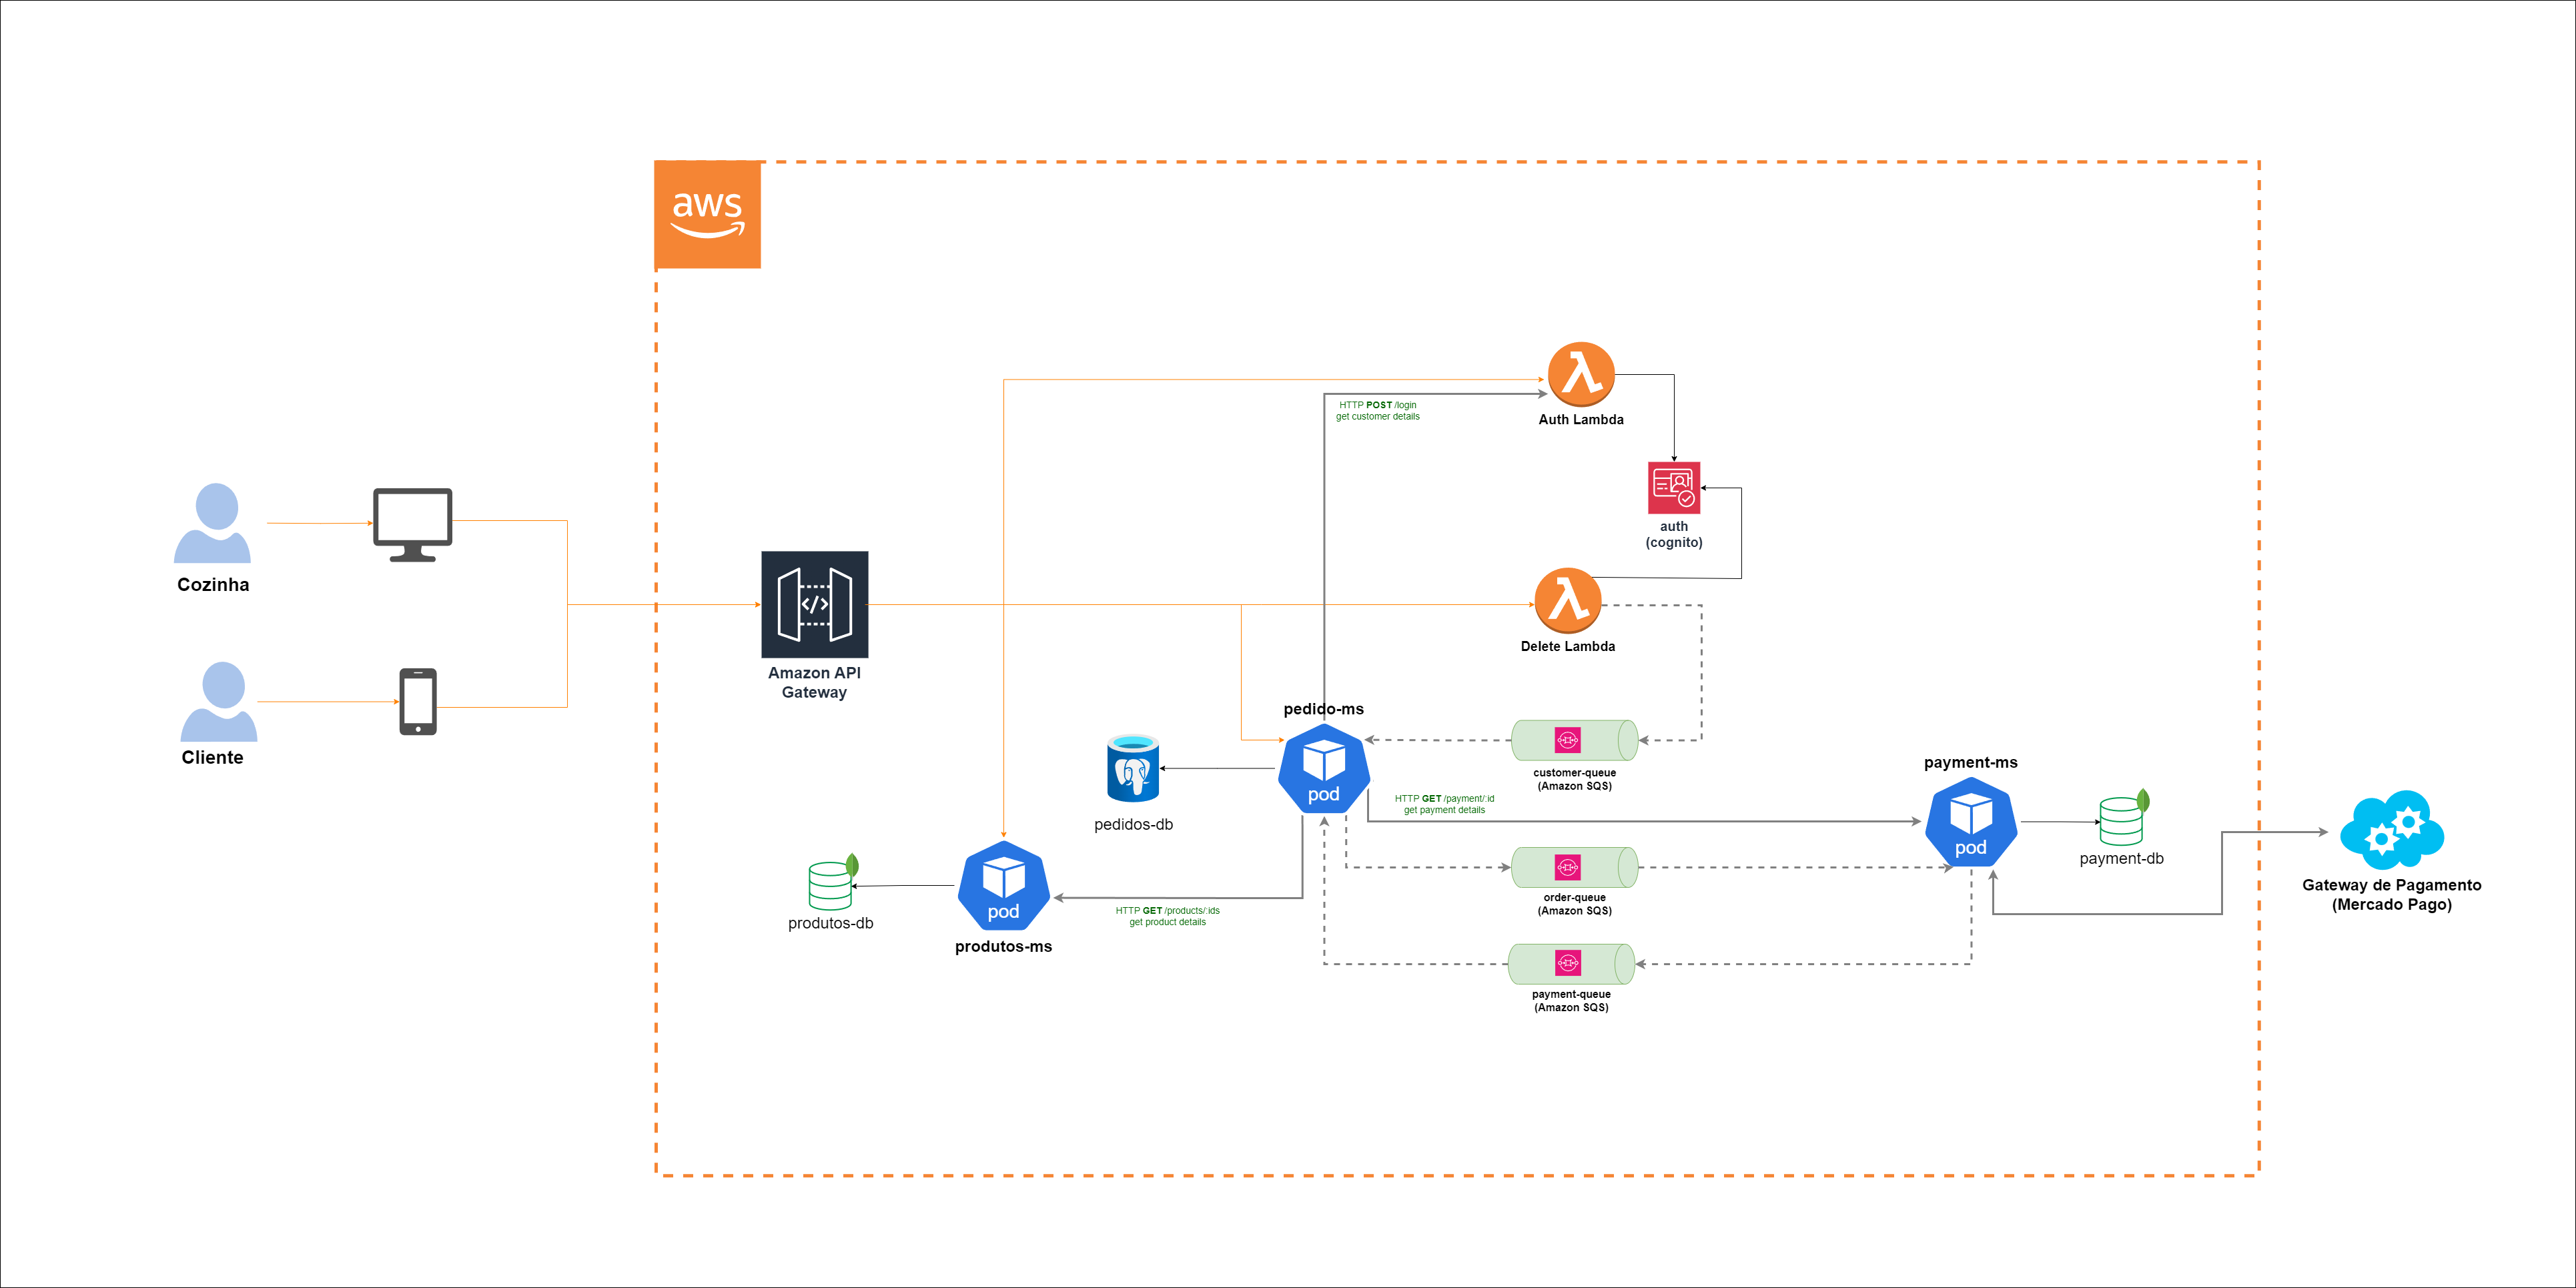 aws
HTTP POST /login
get customer details
Auth Lambda
auth
(cognito)
Cozinha
</>
Amazon API
Gateway
Delete Lambda
Cliente
pedido-ms
pod
pedidos-db
customer-queue
(Amazon SQS)
HTTP GET /payment/:id
get payment details
payment-ms
pod
payment-db
produtos-db
pod
produtos-ms
HTTP GET /products/:ids
get product details
order-queue
(Amazon SQS)
payment-queue
(Amazon SQS)
Gateway de Pagamento
(Mercado Pago)